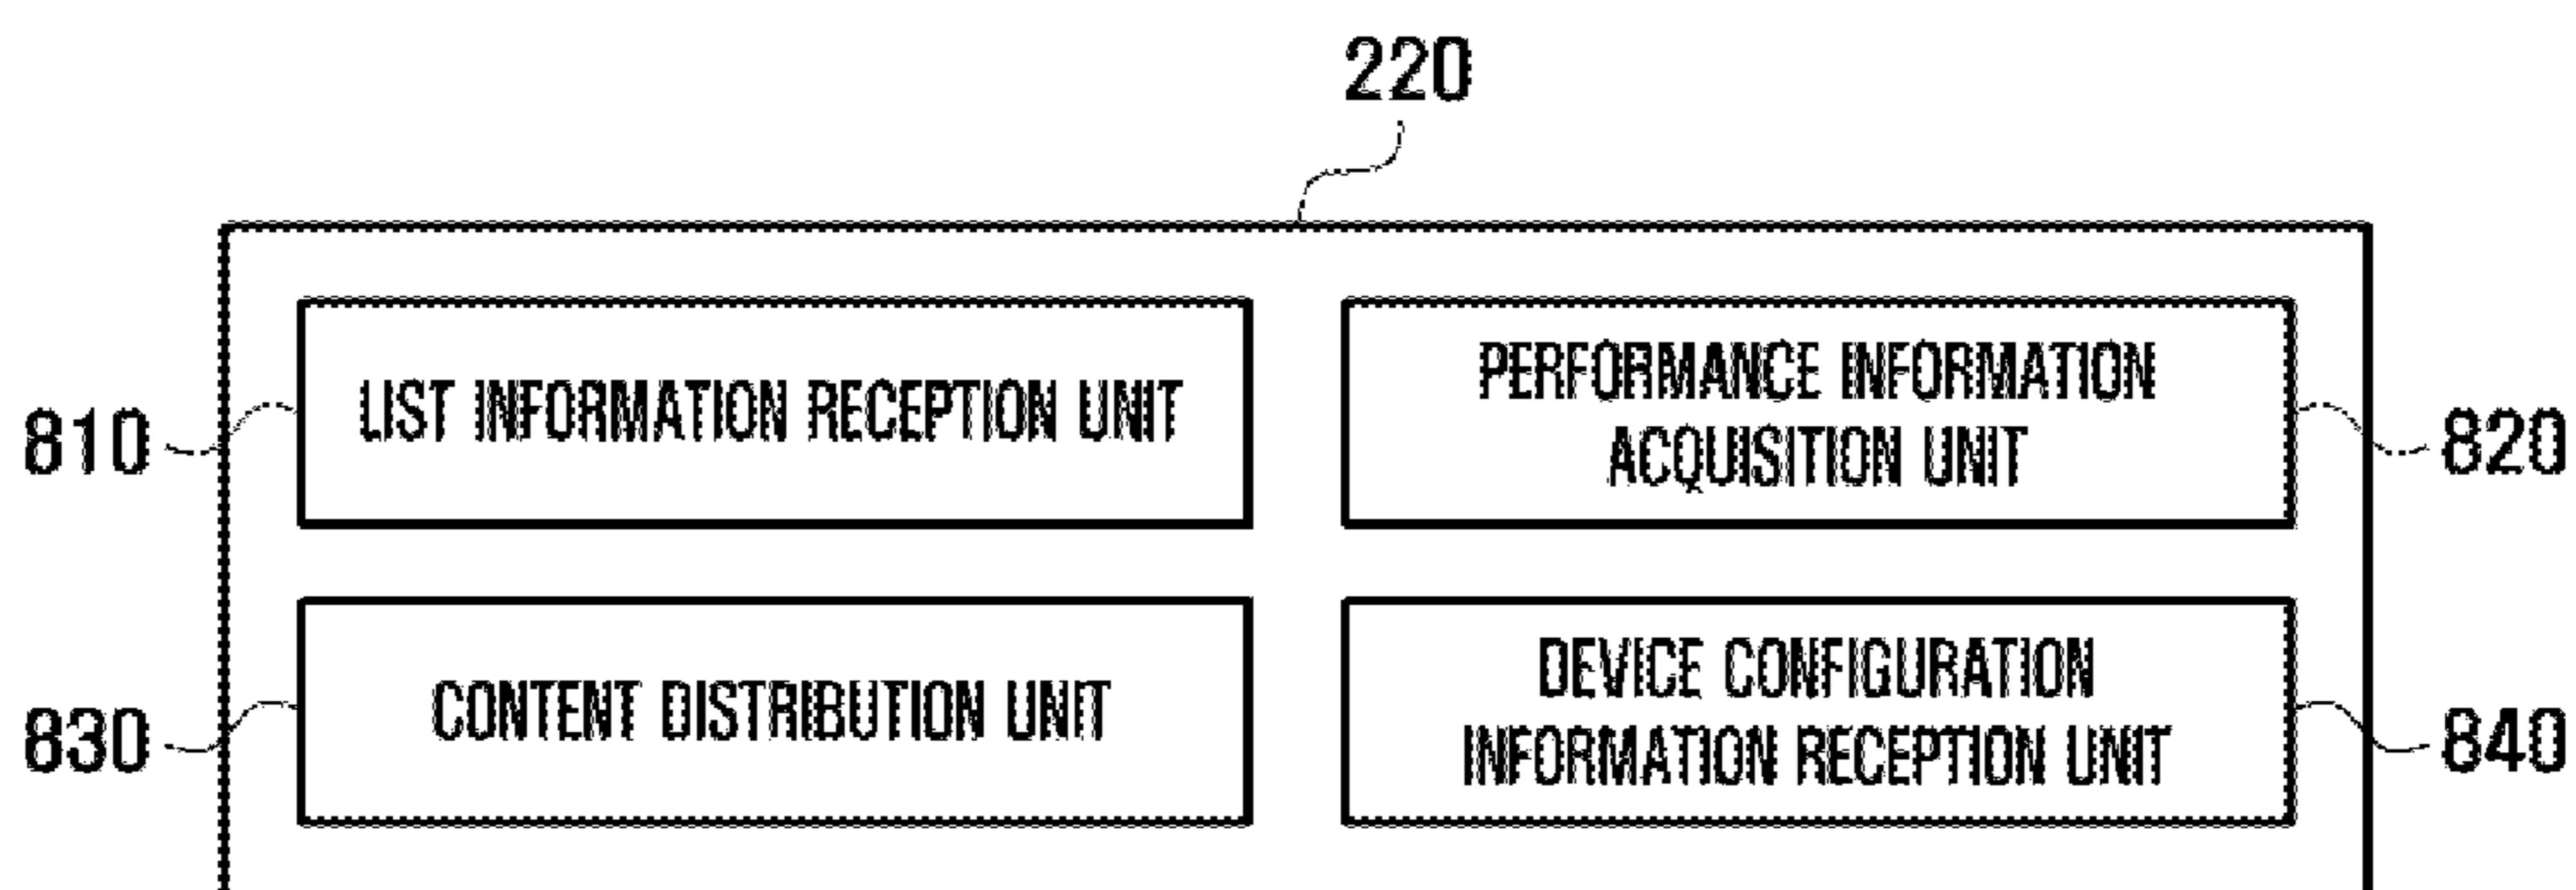 220
LIST INFORMATION RECEPTION UNIT
PERFORMANCE INFORMATION
ACQUISITION UNIT
810
820
CONTENT DISTRIBUTION UNIT
DEVICE CONFIGURATION
INFORMATION RECEPTION UNIT
830
840